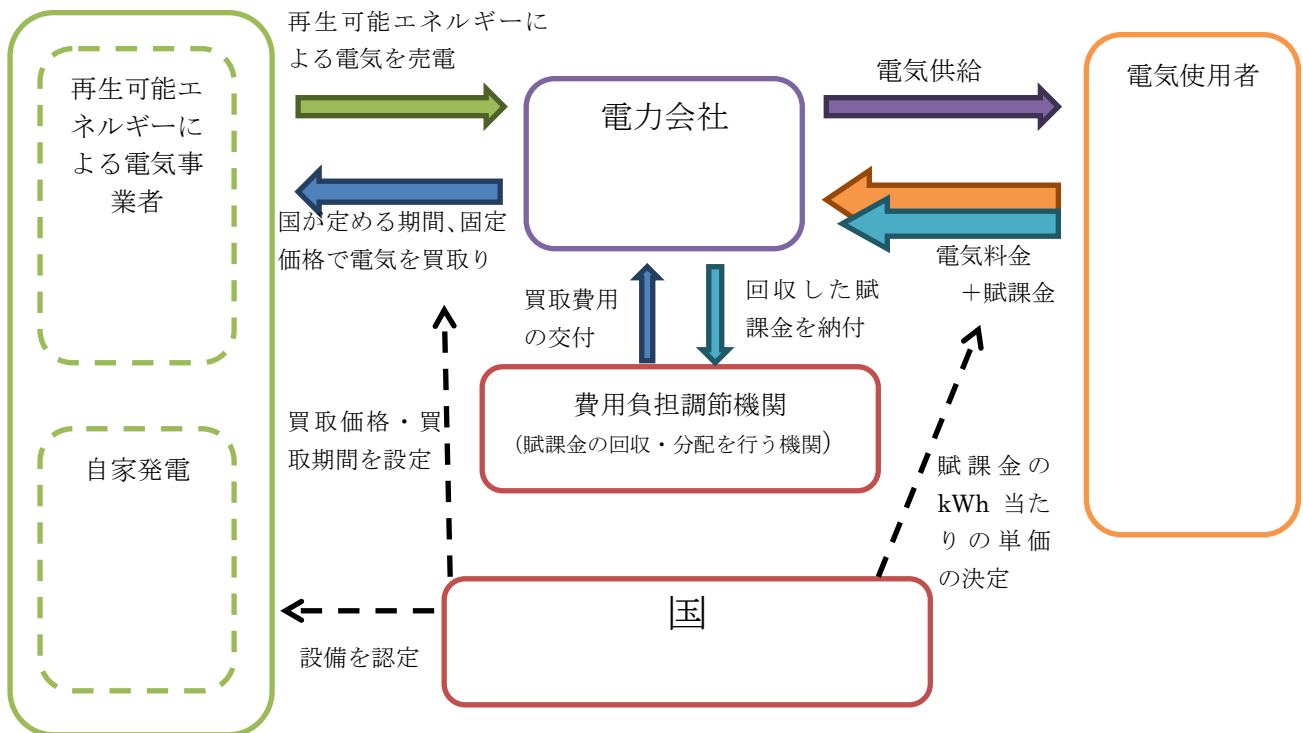 再生可能エ
ネルギーに
よる電気事
業者
自家発電
再生可能エネルギーに
よる電気を売電
国が定める期間、固定
価格で電気を買取り
電力会社
電気供給
電気料金
＋賦課金
電気使用者
買取費用
の交付
回収した賦
課金を納付
費用負担調節機関
(賦課金の回収・分配を行う機関)
買取価格・買
取期間を設定
賦課金の
kWh 当た
りの単価
の決定
国
設備を認定